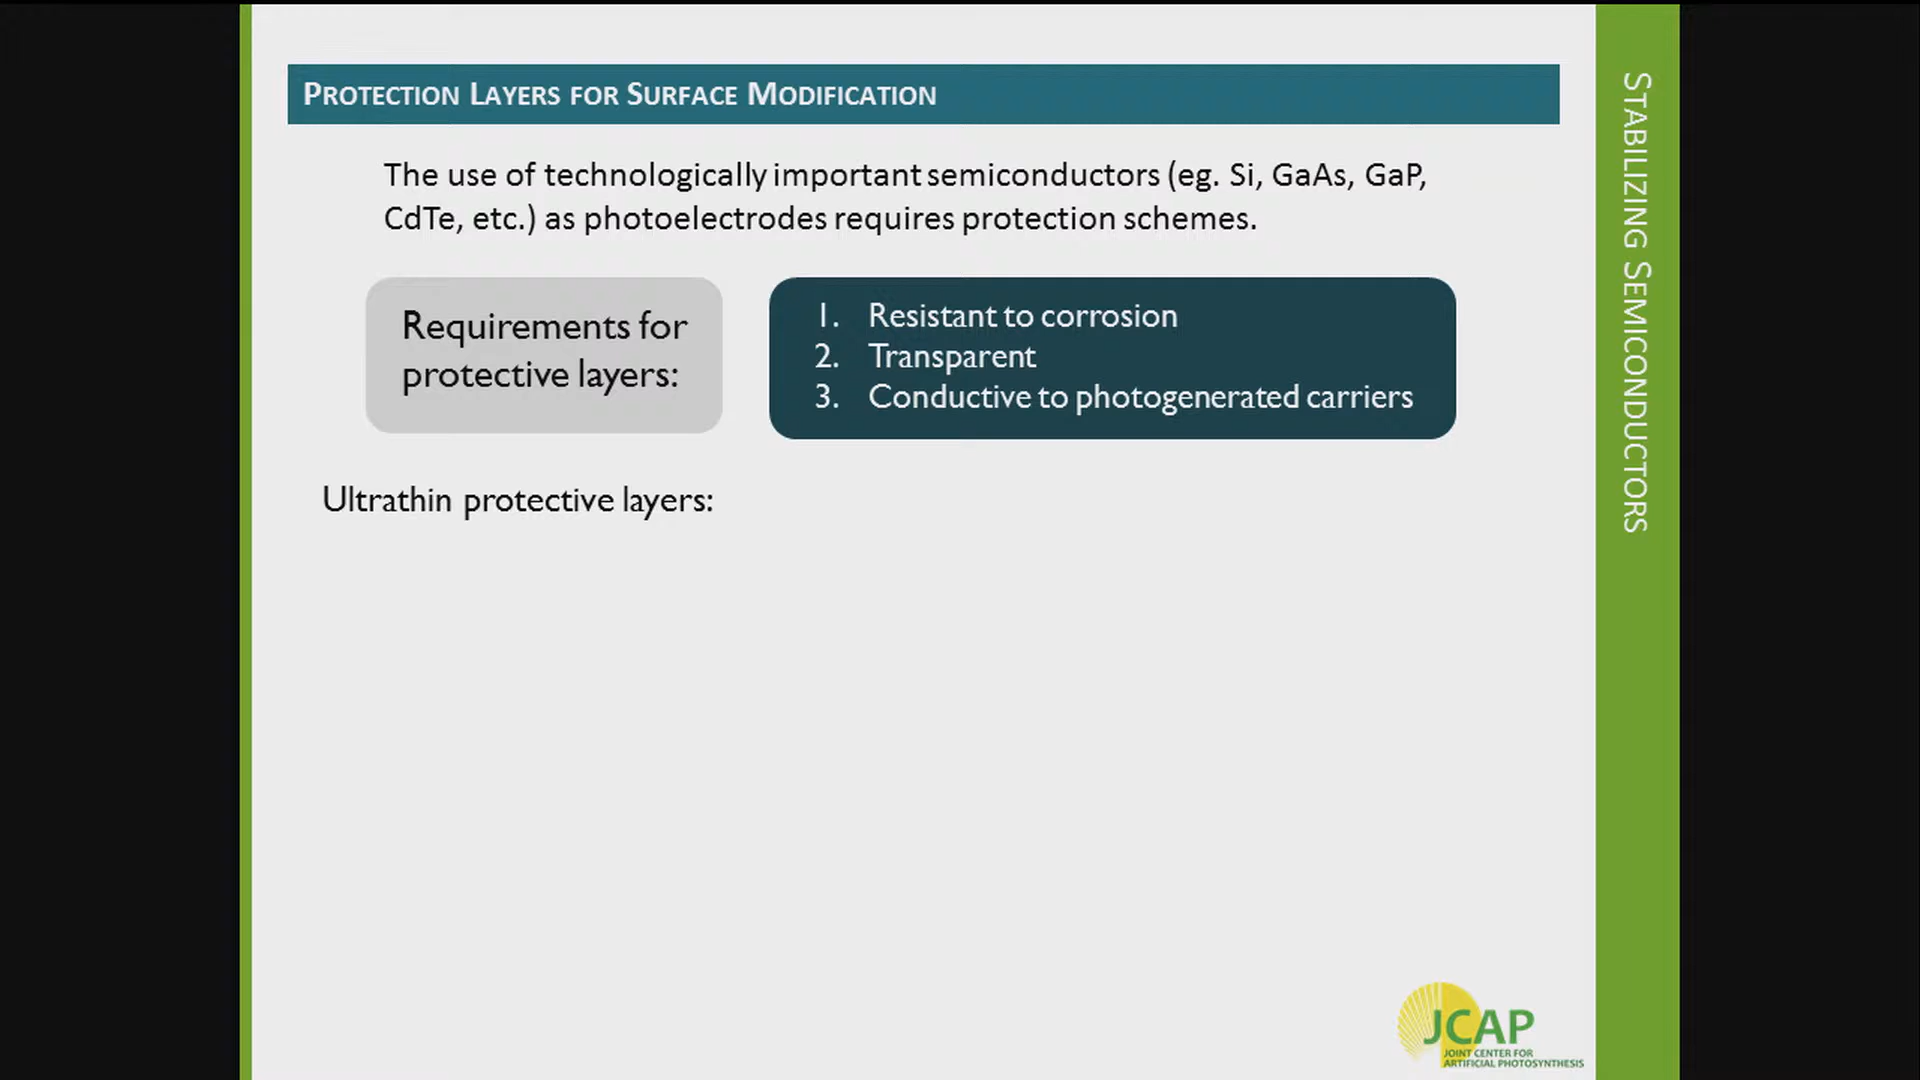 PROTECTION LAYERS FOR SURFACE MODIFICATION
The use of technologically important semiconductors (eg. Si, GaAs, GaP,
CdTe, etc.) as photoelectrodes requires protection schemes.
Requirements for
protective layers:
1. Resistant to corrosion
2. Transparent
3. Conductive to photogenerated carriers
Ultrathin protective layers:
STABILIZING SEMICONDUCTORS
JCAP
JOINT CENTER FOR
ARTIFICIAL PHOTOSYNTHESIS